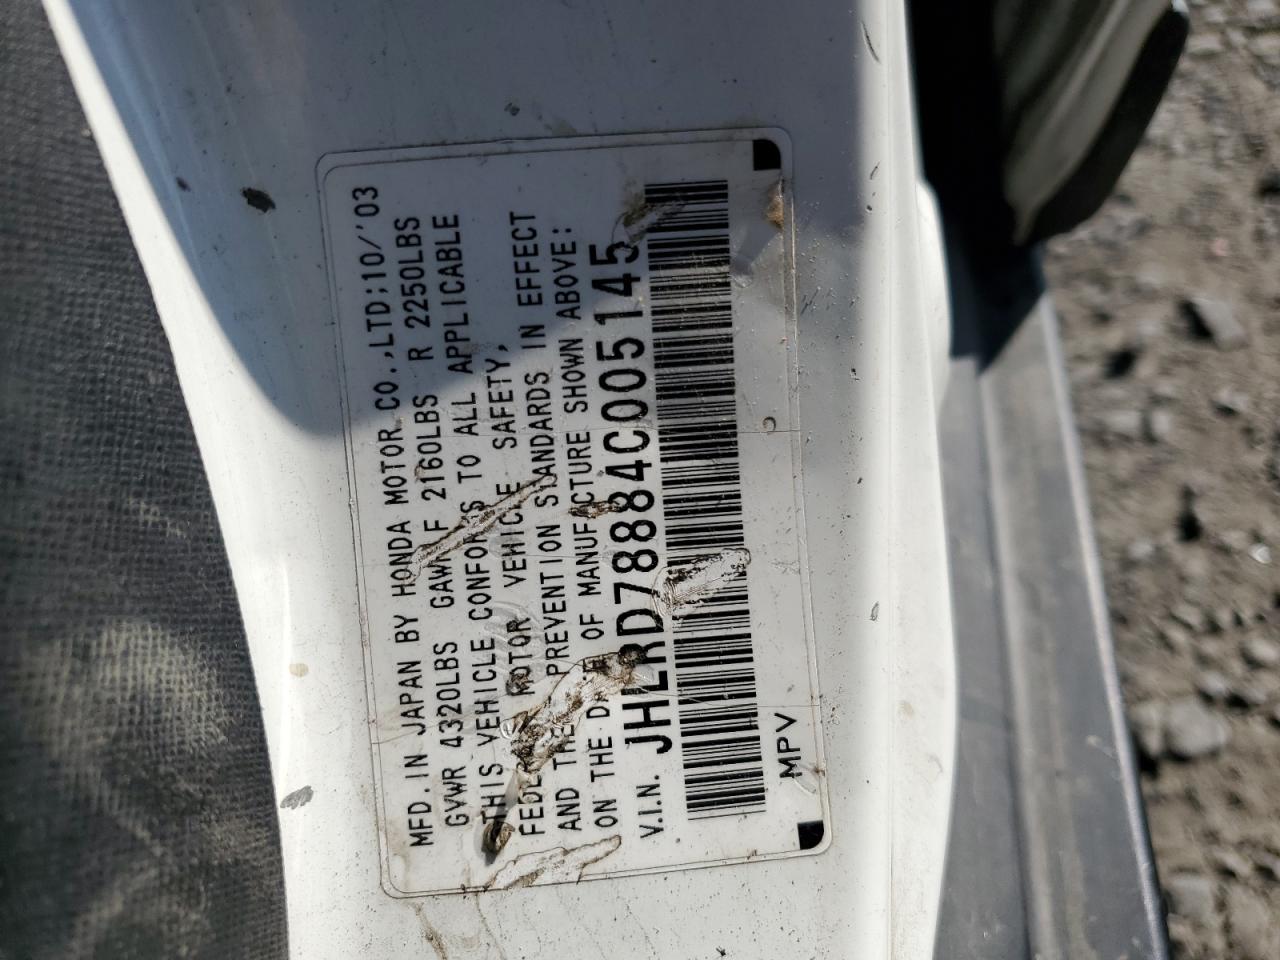 MFD. IN JAPAN BY HONDA MOTOR CO.,LTD;10/'03
GVWR 4320LBS GAWR F 2160LBS R 2250LBS
THIS VEHICLE CONFORMS TO ALL APPLICABLE
FEDERAL MOTOR VEHICLE SAFETY,
AND THEFT PREVENTION STANDARDS IN EFFECT
ON THE DATE OF MANUFACTURE SHOWN ABOVE:
V.I.N. JHLRD78884C005145
MPV